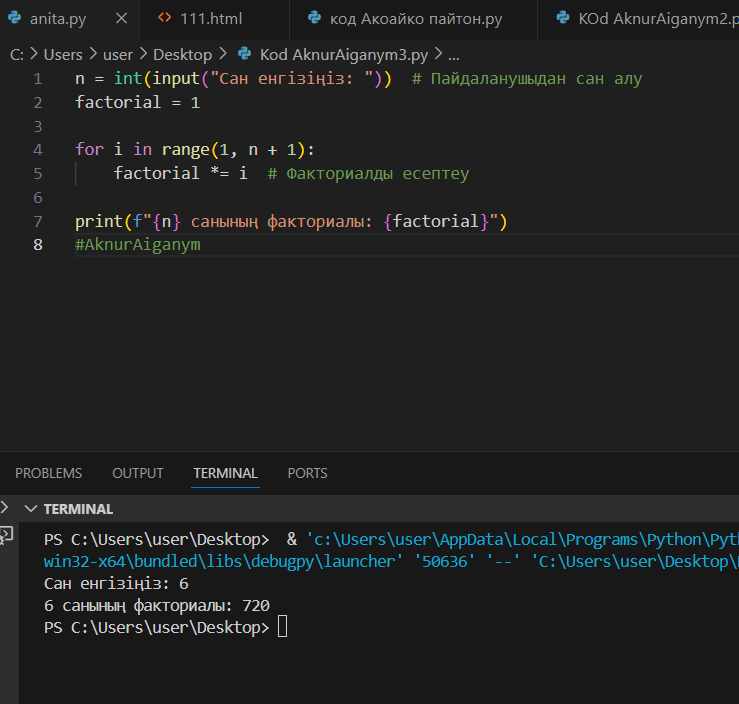 anita.py 111.html код Акоайко пайтон.py KOd AknurAiganym2.p
C: > Users > user > Desktop > Kod AknurAiganym3.py > ...
1 n = int(input("Сан енгізіңіз: ")) # Пайдаланушыдан сан алу
2 factorial = 1
3
4 for i in range(1, n + 1):
5 factorial *= i # Факториалды есептеу
6
7 print(f"{n} санының факториалы: {factorial}")
8 #AknurAiganym
PROBLEMS OUTPUT TERMINAL PORTS
TERMINAL
PS C:\Users\user\Desktop> & 'c:\Users\user\AppData\Local\Programs\Python\Pyt
win32-x64\bundled\libs\debugpy\launcher' '50636' '--' 'C:\Users\user\Desktop\
Сан енгізіңіз: 6
6 санының факториалы: 720
PS C:\Users\user\Desktop>